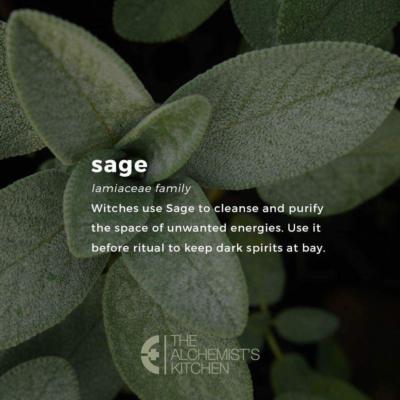 sage
lamiaceae family
Witches use Sage to cleanse and purify
the space of unwanted energies. Use it
before ritual to keep dark spirits at bay.
THE
ALCHEMIST'S
KITCHEN